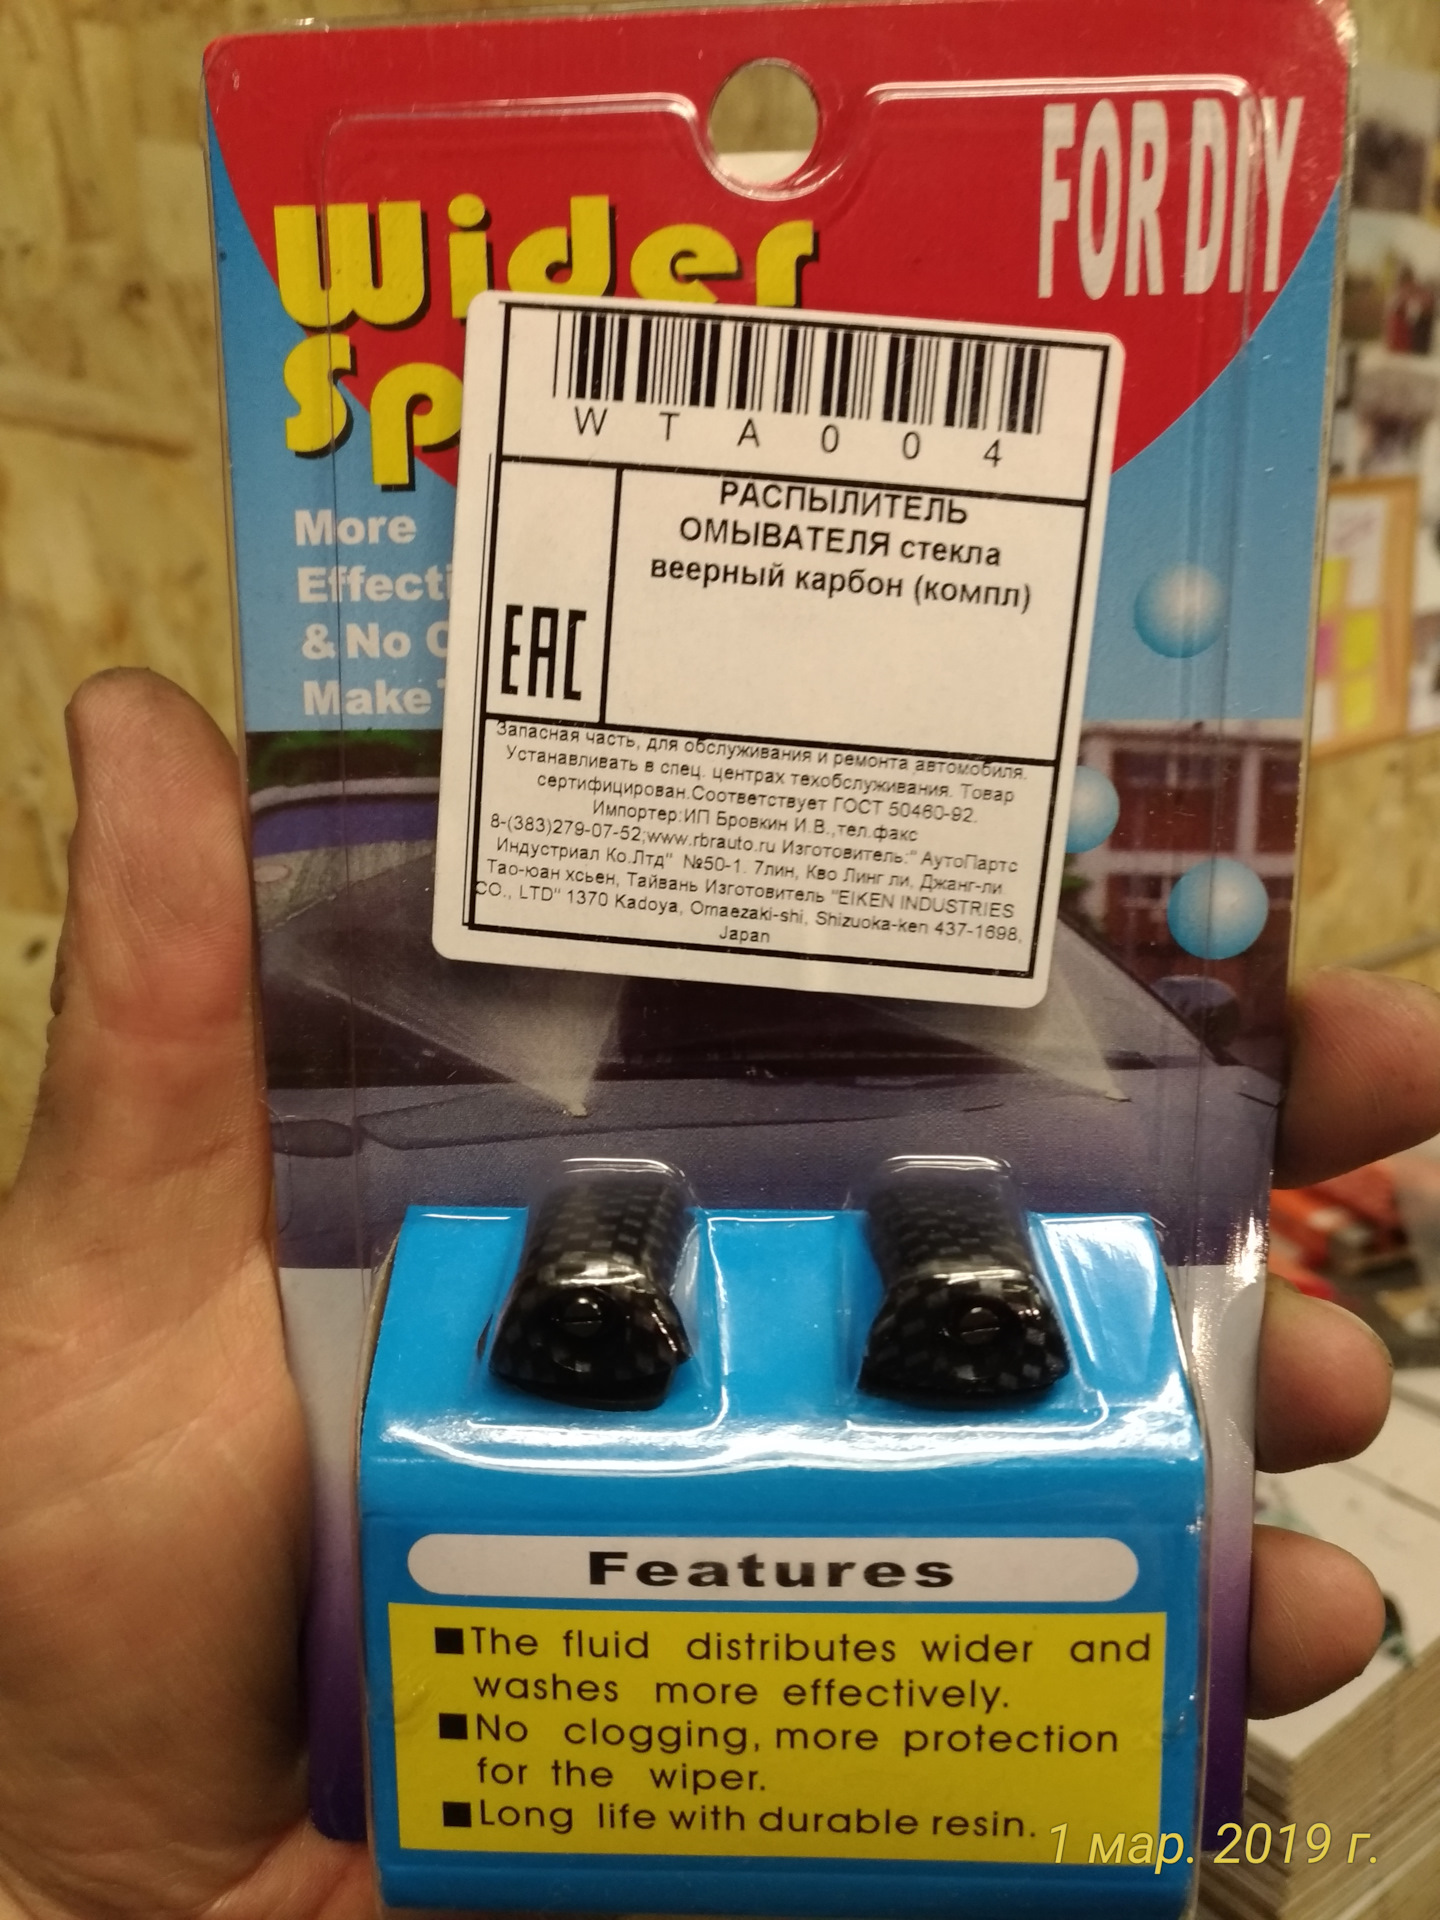 FOR DIY
Wider
Sp
More
Effecti
& No C
Make
W T A 0 0 4
РАСПЫЛИТЕЛЬ
ОМЫВАТЕЛЯ стекла
веерный карбон (компл)
EAC
Запасная часть, для обслуживания и ремонта автомобиля.
Устанавливать в спец. центрах техобслуживания. Товар
сертифицирован.Соответствует ГОСТ 50460-92.
Импортер:ИП Бровкин И.В.,тел.факс
8-(383)279-07-52;www.rbrauto.ru Изготовитель:" АутоПартс
Индустриал Ко.Лтд" №50-1. 7лин, Кво Линг ли, Джанг-ли
Тао-юан хсьен, Тайвань Изготовитель "EIKEN INDUSTRIES
CO., LTD" 1370 Kadoya, Omaezaki-shi, Shizuoka-ken 437-1698,
Japan
Features
■The fluid distributes wider and
washes more effectively.
■No clogging, more protection
for the wiper.
■Long life with durable resin.
1 мар. 2019 г.